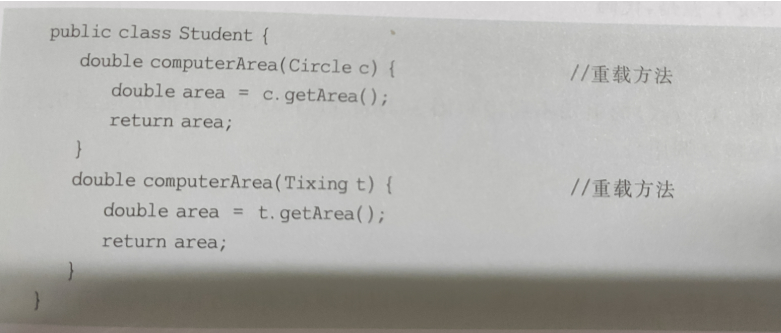 public class Student {
double computerArea(Circle c) { //重载方法
double area = c.getArea();
return area;
}
double computerArea(Tixing t) { //重载方法
double area = t.getArea();
return area;
}
}